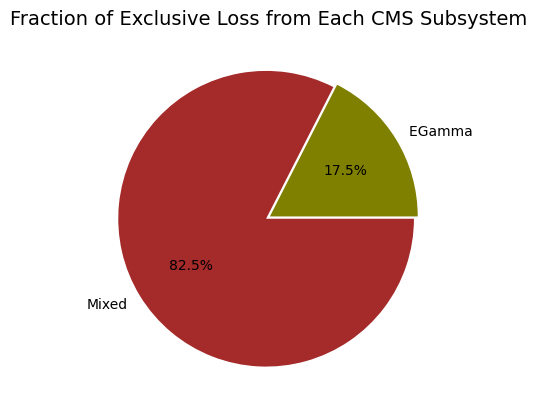 Fraction of Exclusive Loss from Each CMS Subsystem
EGamma
17.5%
82.5%
Mixed